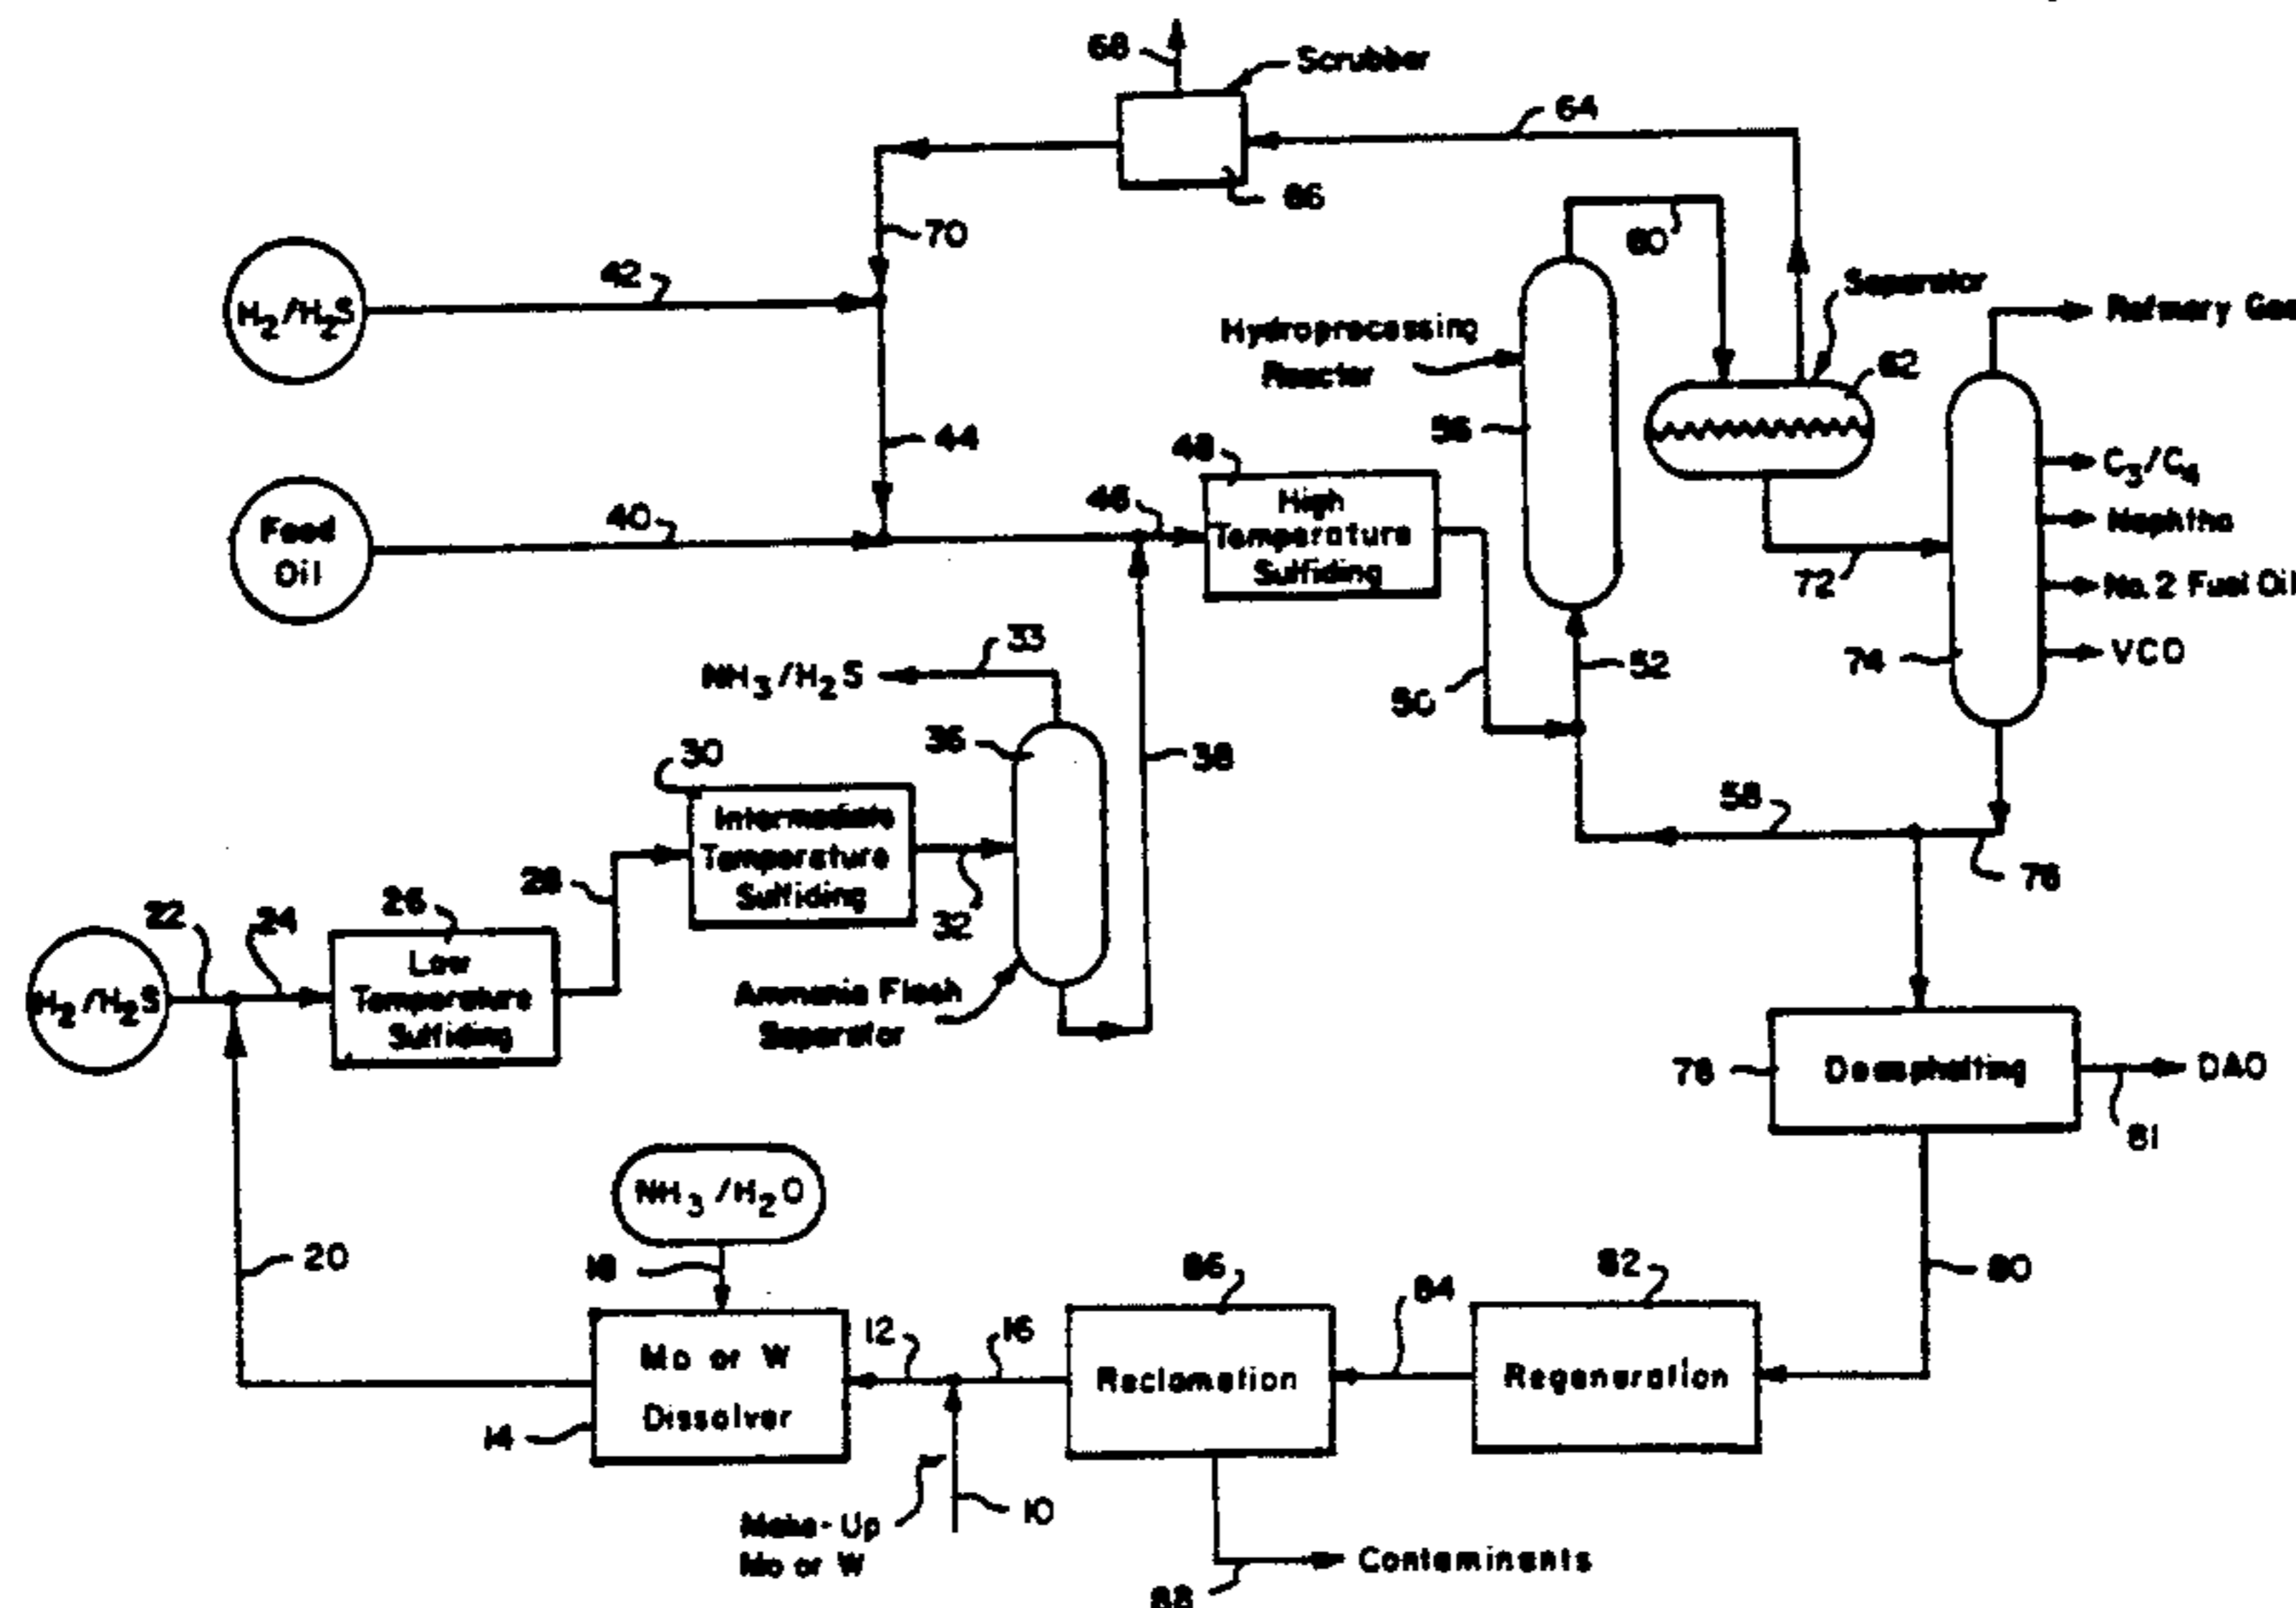 68
Scrubber
64
66
70
60
42
H2/H2S
Separator
Refinery Gas
Hydroprocessing
Reactor
62
56
44
48
C3/C4
High
Temperature
Sulfiding
46
40
Feed
Oil
Naphtha
No. 2 Fuel Oil
72
33
NH3/H2S
52
50
74
VCO
36
38
30
Intermediate
Temperature
Sulfiding
58
28
32
76
22
24
26
Low
Temperature
Sulfiding
H2/H2S
Ammonia Flash
Separator
78
Deasphalting
DAO
81
NH3/H2O
18
20
80
86
84
82
12
16
Mo or W
Dissolver
Reclamation
Regeneration
14
10
Make-Up
Mo or W
Contaminants
88